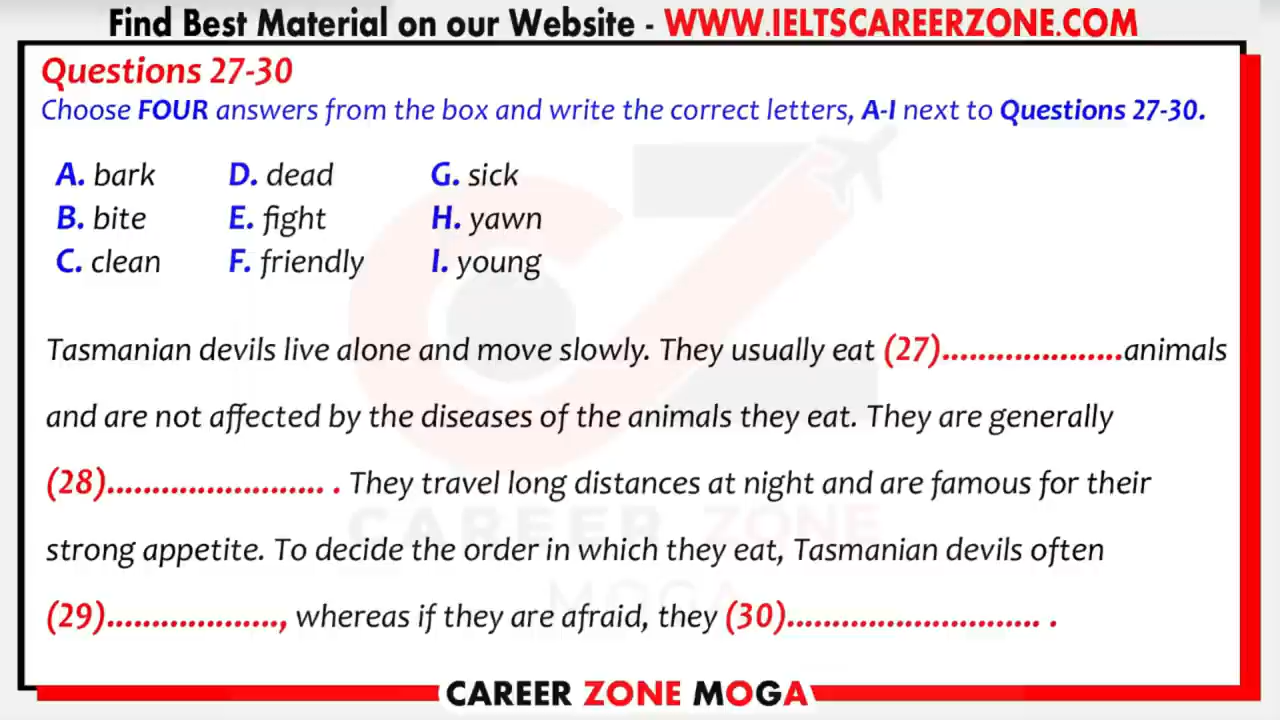 Find Best Material on our Website - WWW.IELTSCAREERZONE.COM
Questions 27-30
Choose FOUR answers from the box and write the correct letters, A-I next to Questions 27-30.
A. bark D. dead G. sick
B. bite E. fight H. yawn
C. clean F. friendly I. young
Tasmanian devils live alone and move slowly. They usually eat (27)....................animals
and are not affected by the diseases of the animals they eat. They are generally
(28)........................ . They travel long distances at night and are famous for their
strong appetite. To decide the order in which they eat, Tasmanian devils often
(29)..................., whereas if they are afraid, they (30)............................ .
CAREER ZONE
MOGA
CAREER ZONE MOGA